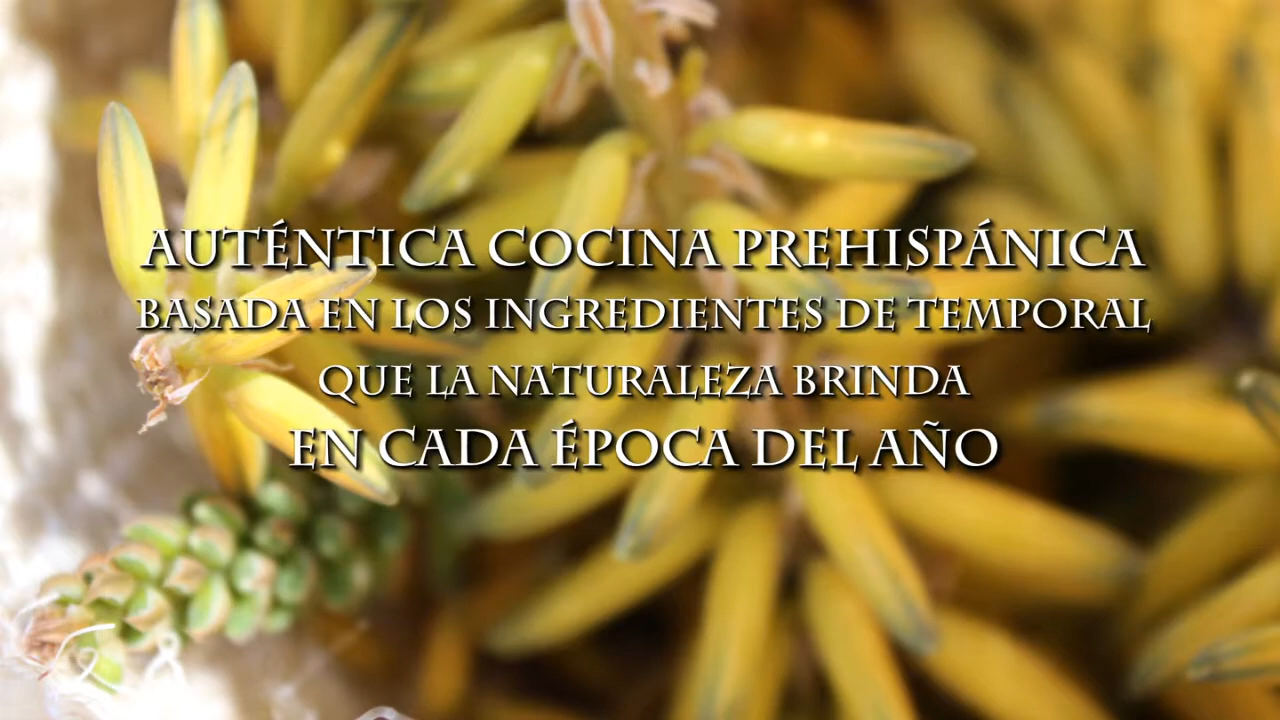 AUTÉNTICA COCINA PREHISPÁNICA
BASADA EN LOS INGREDIENTES DE TEMPORAL
QUE LA NATURALEZA BRINDA
EN CADA ÉPOCA DEL AÑO